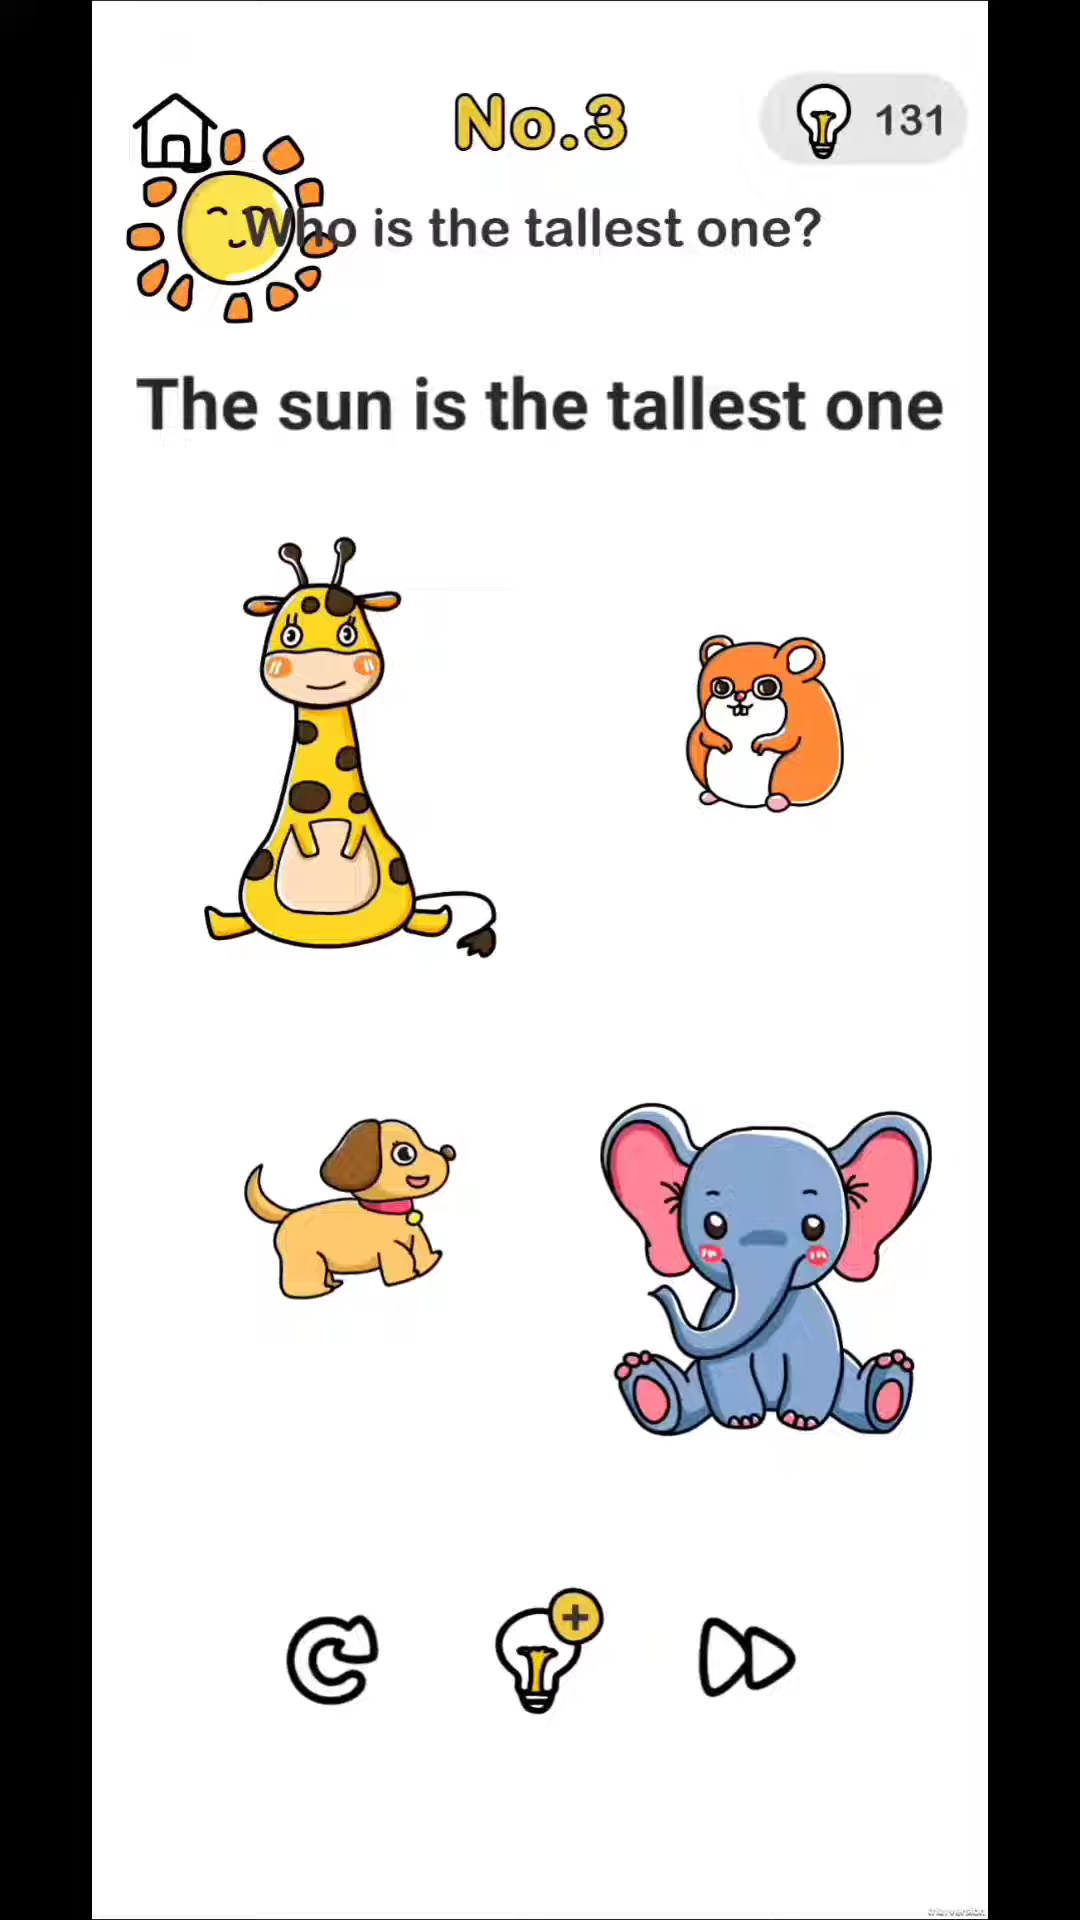 No.3
131
Who is the tallest one?
The sun is the tallest one